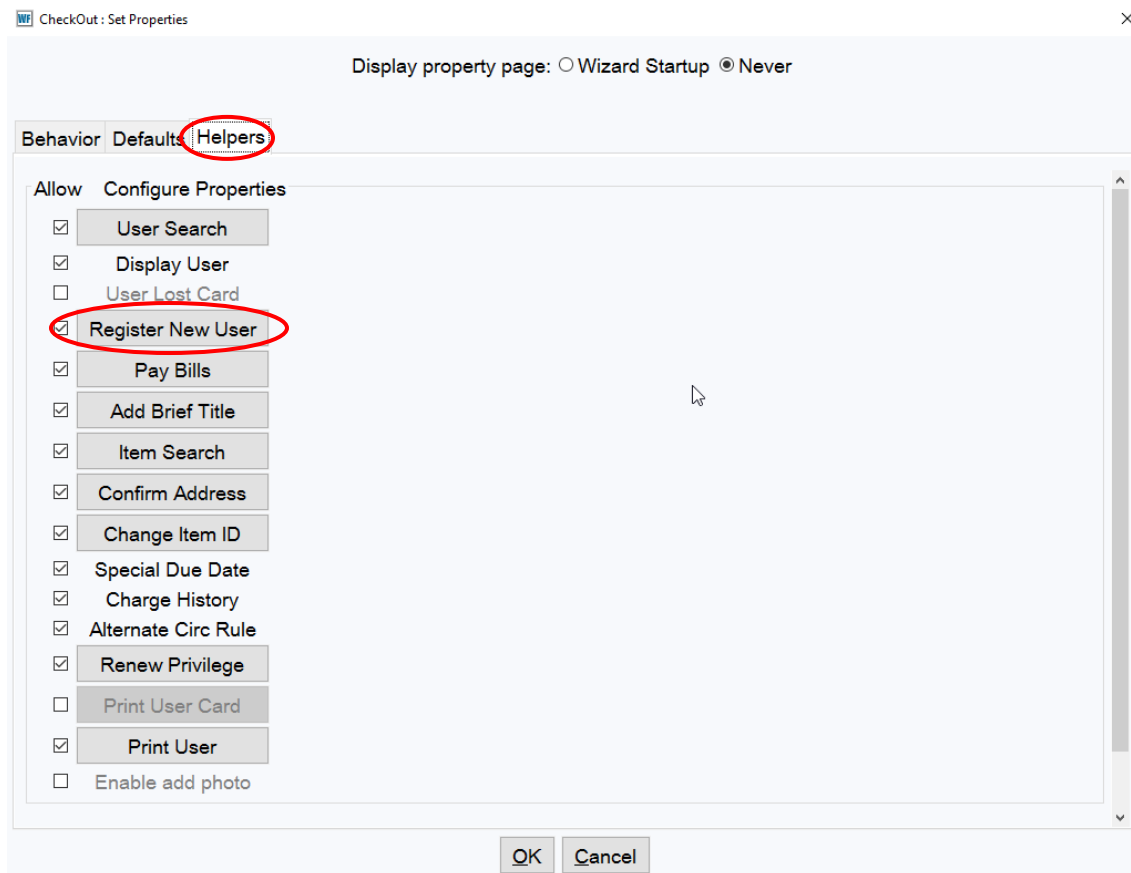 WF CheckOut : Set Properties
Display property page: Wizard Startup Never
Behavior Defaults Helpers
Allow Configure Properties
User Search
Display User
User Lost Card
Register New User
Pay Bills
Add Brief Title
Item Search
Confirm Address
Change Item ID
Special Due Date
Charge History
Alternate Circ Rule
Renew Privilege
Print User Card
Print User
Enable add photo
OK Cancel